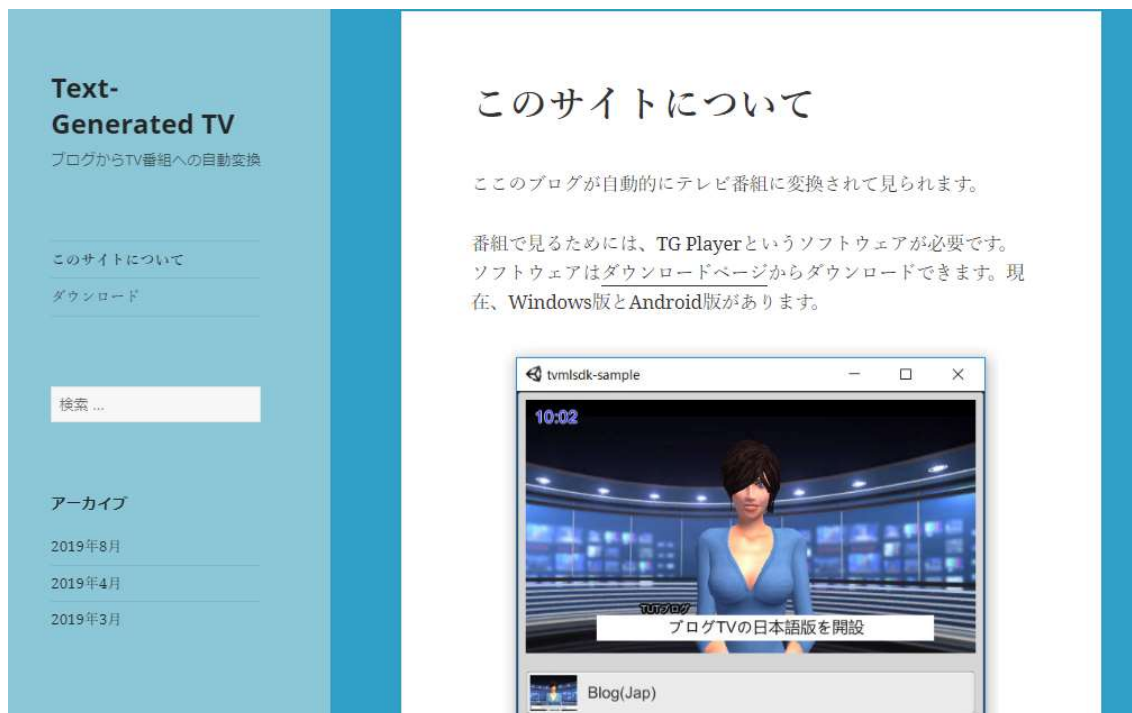 Text-
Generated TV
ブログからTV番組への自動変換
このサイトについて
ダウンロード
検索 ...
アーカイブ
2019年8月
2019年4月
2019年3月
このサイトについて
ここのブログが自動的にテレビ番組に変換されて見られます。
番組で見るためには、TG Playerというソフトウェアが必要です。
ソフトウェアはダウンロードページからダウンロードできます。現
在、Windows版とAndroid版があります。
tvmlsdk-sample
10:02
TUTブログ
ブログTVの日本語版を開設
Blog(Jap)